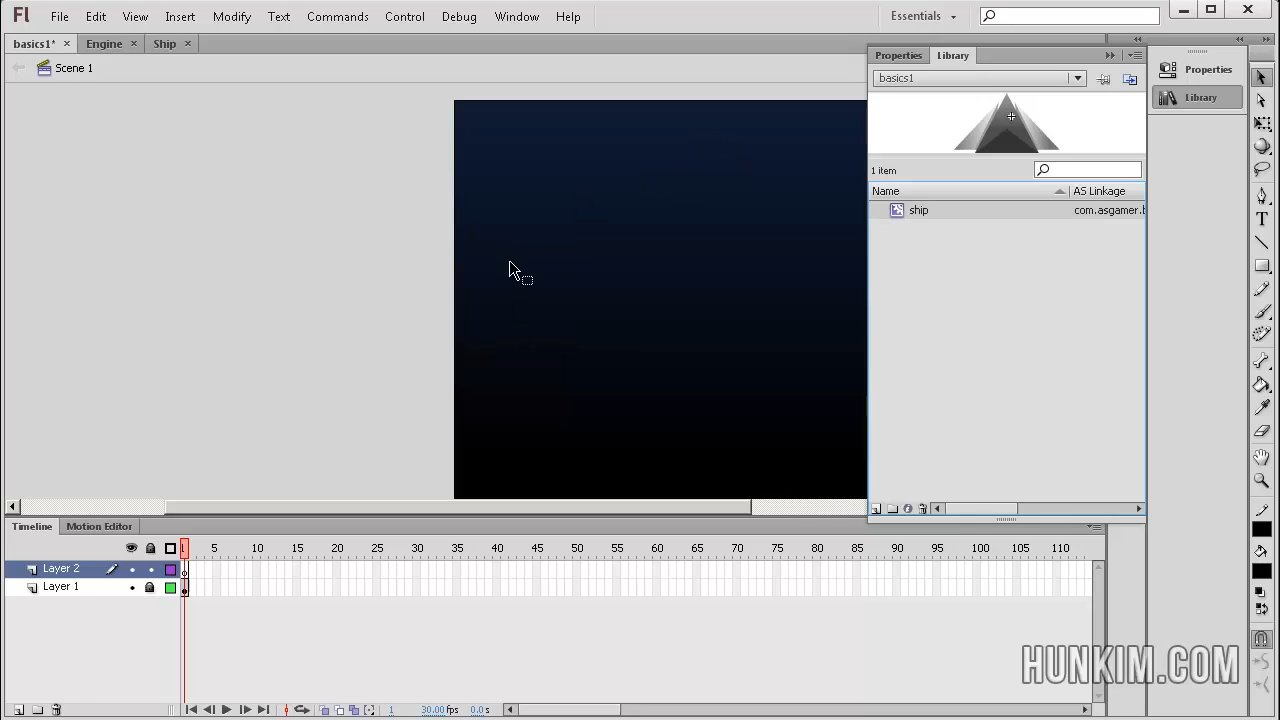 Fl File Edit View Insert Modify Text Commands Control Debug Window Help Essentials
basics1* × Engine × Ship ×
Scene 1
Properties Library
basics1
1 item
Name AS Linkage
ship com.asgamer.b
Properties
Library
Timeline Motion Editor
1 5 10 15 20 25 30 35 40 45 50 55 60 65 70 75 80 85 90 95 100 105 110
Layer 2
Layer 1
1 30.00fps 0.0s
HUNKIM.COM